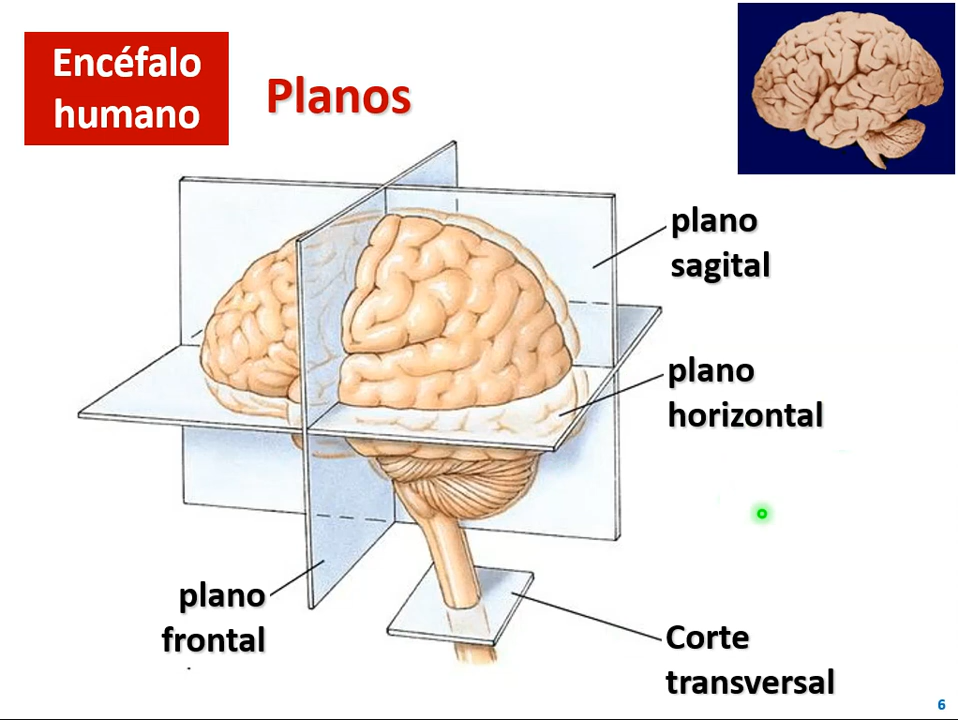 Encéfalo
humano
Planos
plano
sagital
plano
horizontal
plano
frontal
Corte
transversal
6